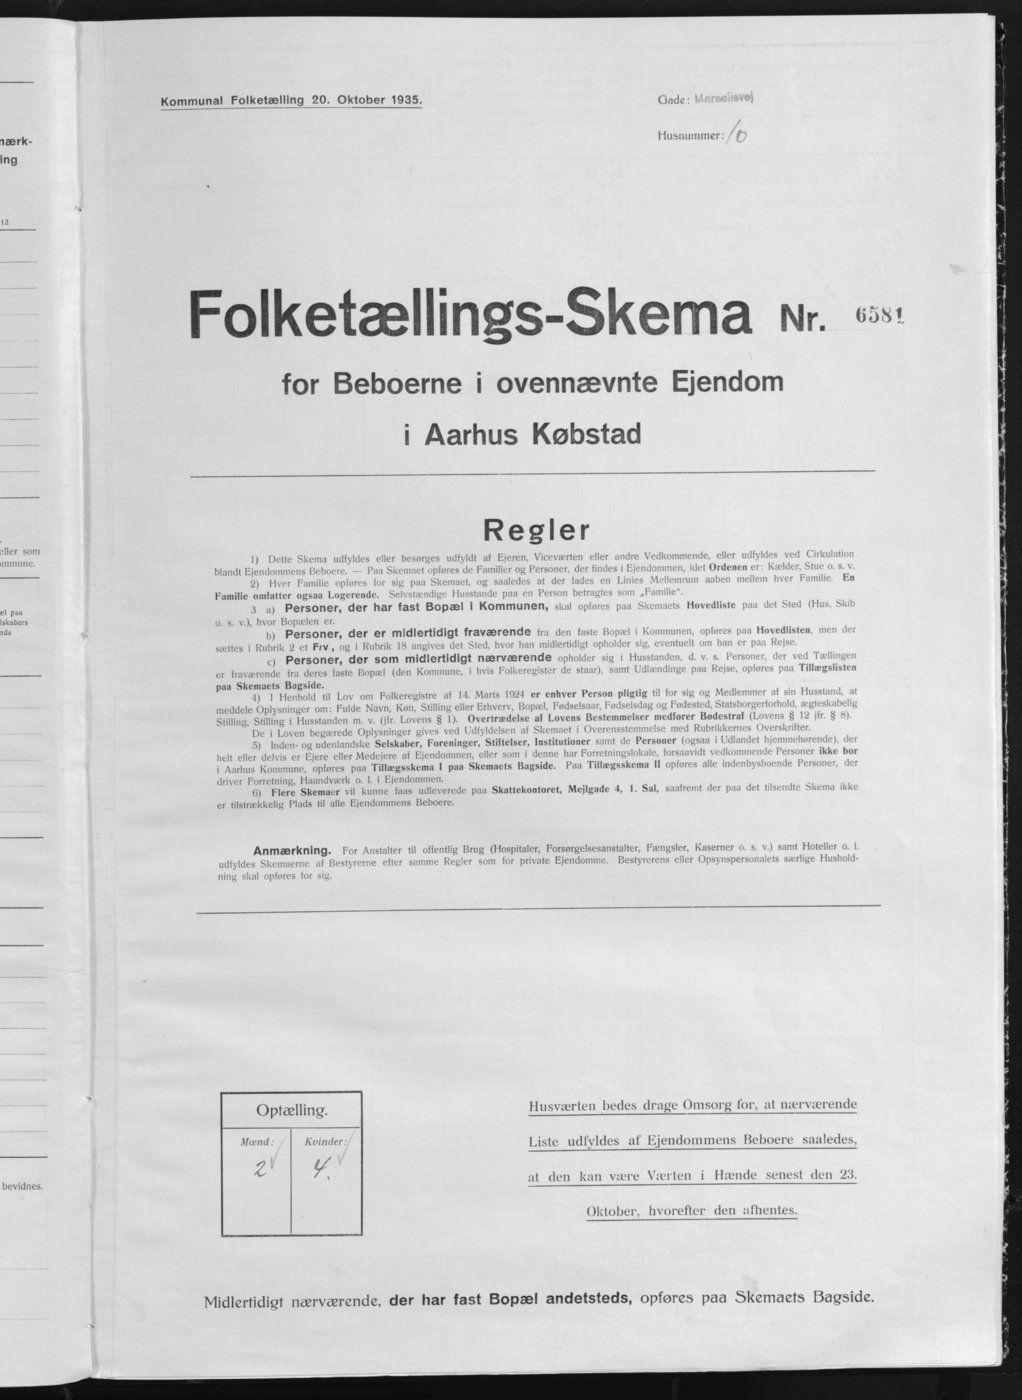 Kommunal Folketælling 20. Oktober 1935.
Gade: Marselisvej
Husnummer: 10
Folketællings-Skema Nr. 6581
for Beboerne i ovennævnte Ejendom
i Aarhus Købstad
Regler
1) Dette Skema udfyldes eller besørges udfyldt af Ejeren, Viceværten eller andre Vedkommende, eller udfyldes ved Cirkulation
blandt Ejendommens Beboere. — Paa Skemaet opføres de Familier og Personer, der findes i Ejendommen, idet Ordenen er: Kælder, Stue o. s. v.
2) Hver Familie opføres for sig paa Skemaet, og saaledes at der lades en Linies Mellemrum aaben mellem hver Familie. En
Familie omfatter ogsaa Logerende. Selvstændige Husstande paa en Person betragtes som „Familie“.
3 a) Personer, der har fast Bopæl i Kommunen, skal opføres paa Skemaets Hovedliste paa det Sted (Hus, Skib
o. s. v.), hvor Bopælen er.
b) Personer, der er midlertidigt fraværende fra den faste Bopæl i Kommunen, opføres paa Hovedlisten, men der
sættes i Rubrik 2 et Frv, og i Rubrik 18 angives det Sted, hvor han midlertidigt opholder sig, eventuelt om han er paa Rejse.
c) Personer, der som midlertidigt nærværende opholder sig i Husstanden, d. v. s. Personer, der ved Tællingen
er fraværende fra deres faste Bopæl (den Kommune, i hvis Folkeregister de staar), samt Udlændinge paa Rejse, opføres paa Tillægslisten
paa Skemaets Bagside.
4) I Henhold til Lov om Folkeregistre af 14. Marts 1924 er enhver Person pligtig til for sig og Medlemmer af sin Husstand, at
meddele Oplysninger om: Fulde Navn, Køn, Stilling eller Erhverv, Bopæl, Fødselsaar, Fødselsdag og Fødested, Statsborgerforhold, ægteskabelig
Stilling, Stilling i Husstanden m. v. (jfr. Lovens § 1). Overtrædelse af Lovens Bestemmelser medfører Bødestraf (Lovens § 12 jfr. § 8).
De i Loven begærede Oplysninger gives ved Udfyldelsen af Skemaet i Overensstemmelse med Rubrikkernes Overskrifter.
5) Inden- og udenlandske Selskaber, Foreninger, Stiftelser, Institutioner samt de Personer (ogsaa i Udlandet hjemmehørende), der
helt eller delvis er Ejere eller Medejere af Ejendommen, eller som i denne har Forretningslokale, forsaavidt vedkommende Personer ikke bor
i Aarhus Kommune, opføres paa Tillægsskema I paa Skemaets Bagside. Paa Tillægsskema II opføres alle indenbysboende Personer, der
driver Forretning, Haandværk o. l. i Ejendommen.
6) Flere Skemaer vil kunne faas udleverede paa Skattekontoret, Mejlgade 4, 1. Sal, saafremt der paa det tilsendte Skema ikke
er tilstrækkelig Plads til alle Ejendommens Beboere.
Anmærkning. For Anstalter til offentlig Brug (Hospitaler, Forsørgelsesanstalter, Fængsler, Kaserner o. s. v.) samt Hoteller o. l.
udfyldes Skemaerne af Bestyrerne efter samme Regler som for private Ejendomme. Bestyrerens eller Opsynspersonalets særlige Hushold-
ning skal opføres for sig.
Optælling.
Mænd: Kvinder:
2 4.
Husværten bedes drage Omsorg for, at nærværende
Liste udfyldes af Ejendommens Beboere saaledes,
at den kan være Værten i Hænde senest den 23.
Oktober, hvorefter den afhentes.
Midlertidigt nærværende, der har fast Bopæl andetsteds, opføres paa Skemaets Bagside.
ærk-
ing
12
eller som
ommune.
æl paa
lskabers
nde
bevidnes.